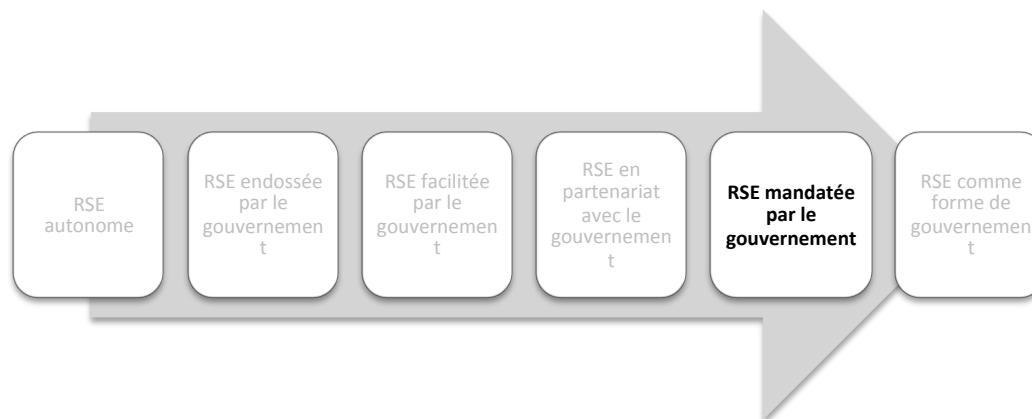 RSE
autonome
RSE endossée
par le
gouvernemen
t
RSE facilitée
par le
gouvernemen
t
RSE en
partenariat
avec le
gouvernemen
t
RSE mandatée
par le
gouvernement
RSE comme
forme de
gouvernemen
t